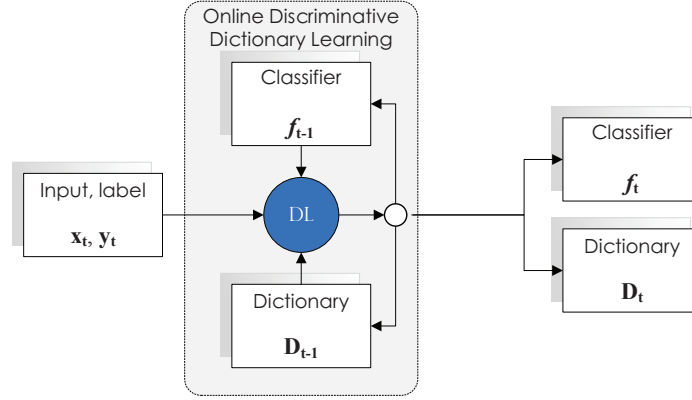 Online Discriminative
Dictionary Learning
Classifier
f_{t-1}
Input, label
x_t, y_t
DL
Dictionary
D_{t-1}
Classifier
f_t
Dictionary
D_t